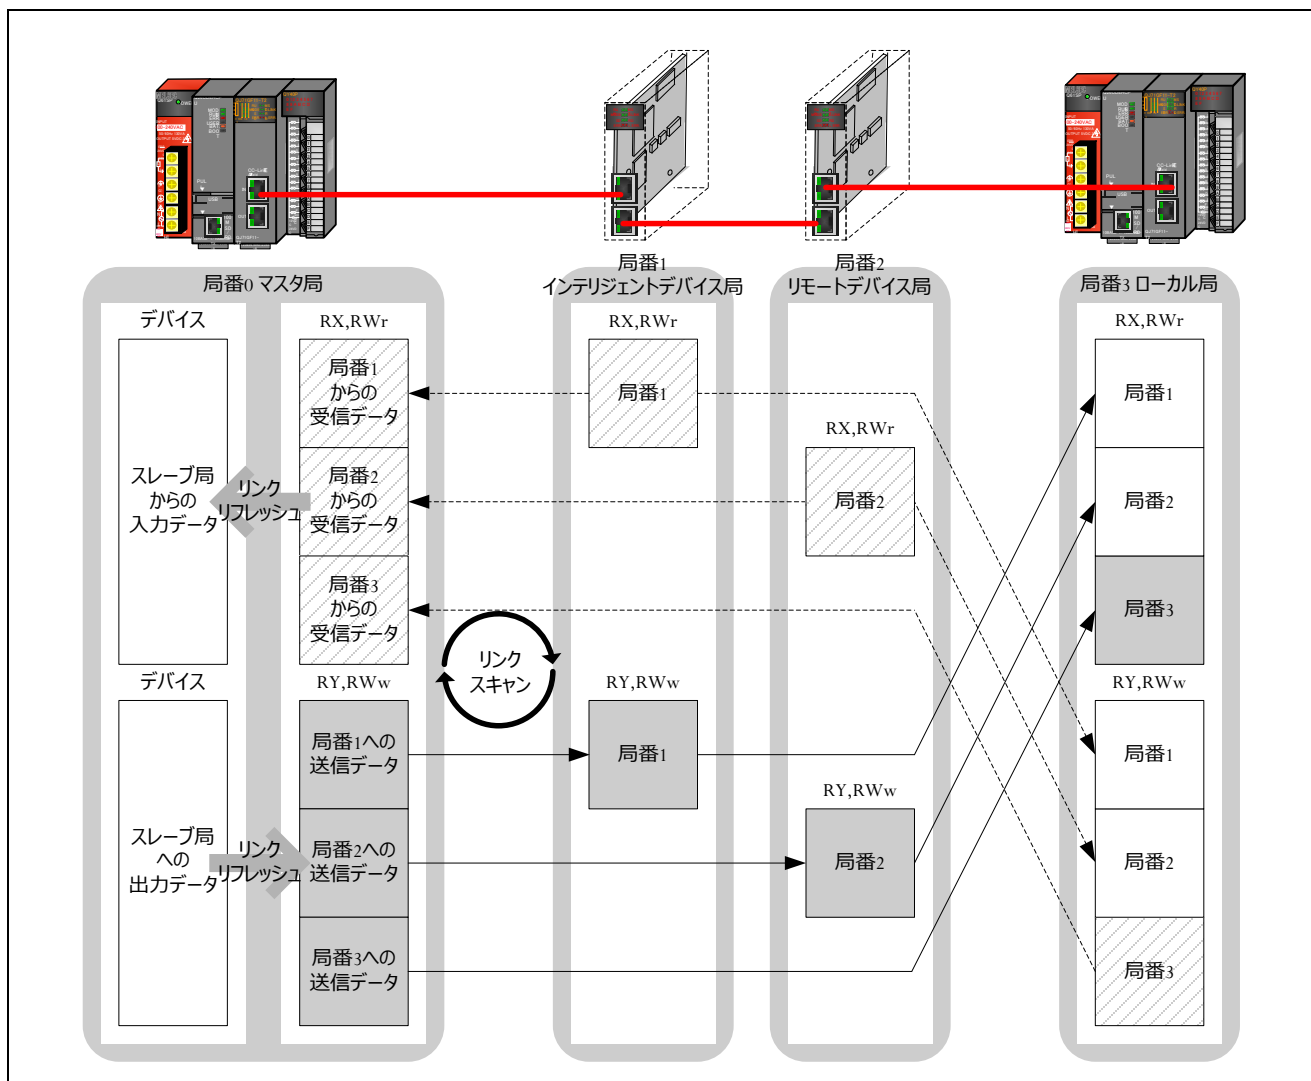 局番0 マスタ局
局番1
インテリジェントデバイス局
局番2
リモートデバイス局
局番3 ローカル局
デバイス
RX,RWr
RX,RWr
RX,RWr
局番1
からの
受信データ
局番1
局番1
RX,RWr
スレーブ局
からの
入力データ
リンク
リフレッシュ
局番2
からの
受信データ
局番2
局番2
局番3
からの
受信データ
局番3
リンク
スキャン
デバイス
RY,RWw
RY,RWw
RY,RWw
局番1への
送信データ
局番1
局番1
RY,RWw
スレーブ局
への
出力データ
リンク
リフレッシュ
局番2への
送信データ
局番2
局番2
局番3への
送信データ
局番3